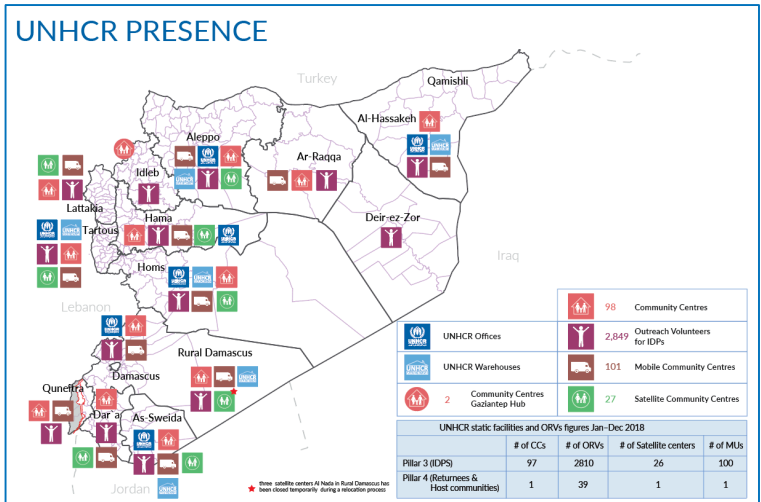 UNHCR PRESENCE
Turkey
Qamishli
Al-Hassakeh
Aleppo
Ar-Raqqa
Idleb
Lattakia
Hama
Deir-ez-Zor
Tartous
Iraq
Homs
Lebanon
Rural Damascus
Damascus
Quneitra
Dar`a
As-Sweida
Jordan
98 Community Centres
UNHCR Offices
2,849 Outreach Volunteers
for IDPs
UNHCR Warehouses
101 Mobile Community Centres
2 Community Centres
Gaziantep Hub
27 Satellite Community Centres
UNHCR static facilities and ORVs figures Jan–Dec 2018
# of CCs # of ORVs # of Satellite centers # of MUs
Pillar 3 (IDPS) 97 2810 26 100
Pillar 4 (Returnees &
Host communities) 1 39 1 1
three satellite centers Al Nada in Rural Damascus has
been closed temporarily during a relocation process